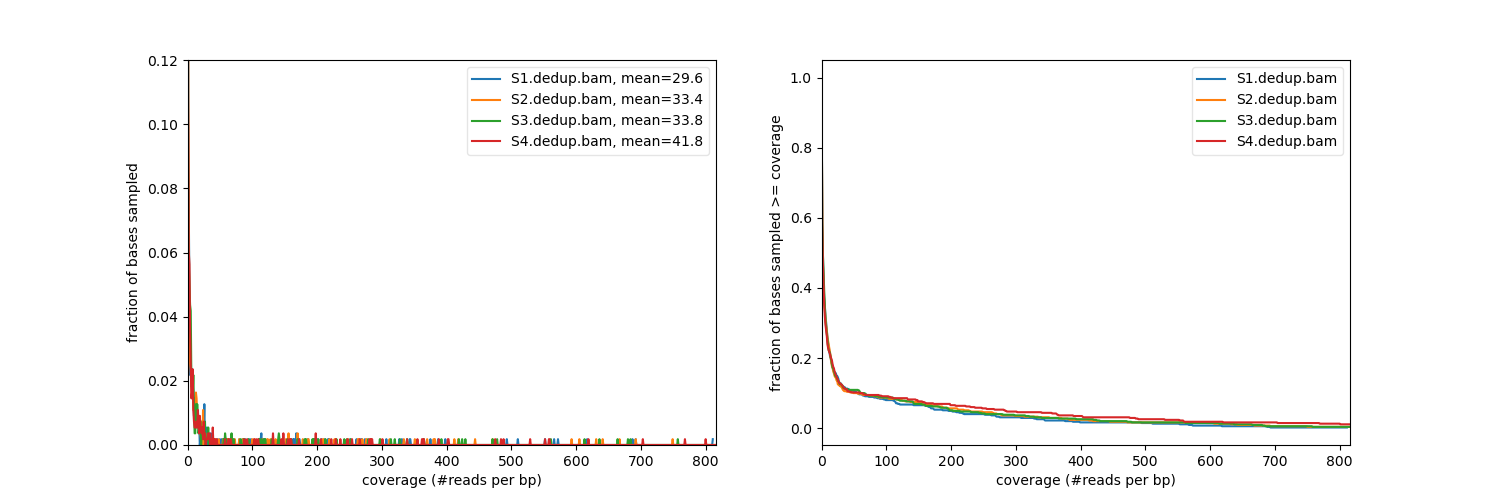 0.12
0.10
0.08
0.06
0.04
0.02
0.00
fraction of bases sampled
0
100
200
300
400
500
600
700
800
coverage (#reads per bp)
S1.dedup.bam, mean=29.6
S2.dedup.bam, mean=33.4
S3.dedup.bam, mean=33.8
S4.dedup.bam, mean=41.8
1.0
0.8
0.6
0.4
0.2
0.0
fraction of bases sampled >= coverage
0
100
200
300
400
500
600
700
800
coverage (#reads per bp)
S1.dedup.bam
S2.dedup.bam
S3.dedup.bam
S4.dedup.bam